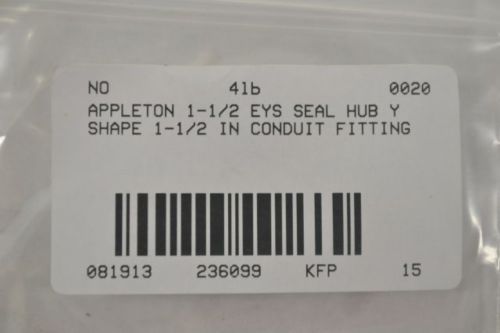 NO 4lb 0020
APPLETON 1-1/2 EYS SEAL HUB Y
SHAPE 1-1/2 IN CONDUIT FITTING
081913 236099 KFP 15